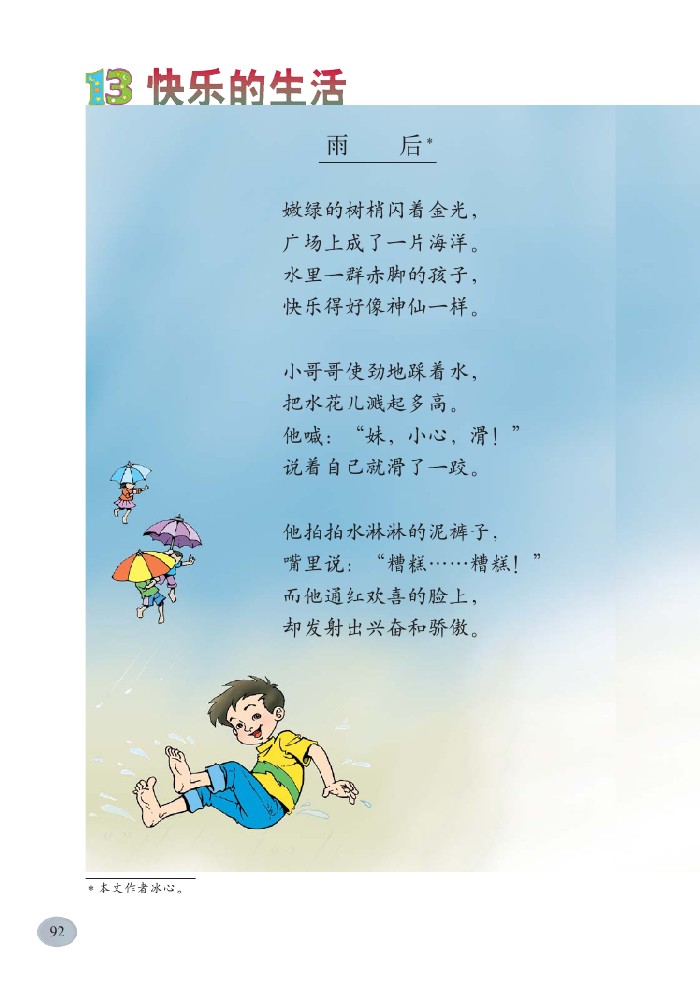 13 快乐的生活
雨 后*
嫩绿的树梢闪着金光，
广场上成了一片海洋。
水里一群赤脚的孩子，
快乐得好像神仙一样。
小哥哥使劲地踩着水，
把水花儿溅起多高。
他喊：“妹，小心，滑！”
说着自己就滑了一跤。
他拍拍水淋淋的泥裤子，
嘴里说：“糟糕……糟糕！”
而他通红欢喜的脸上，
却发射出兴奋和骄傲。
* 本文作者冰心。
92